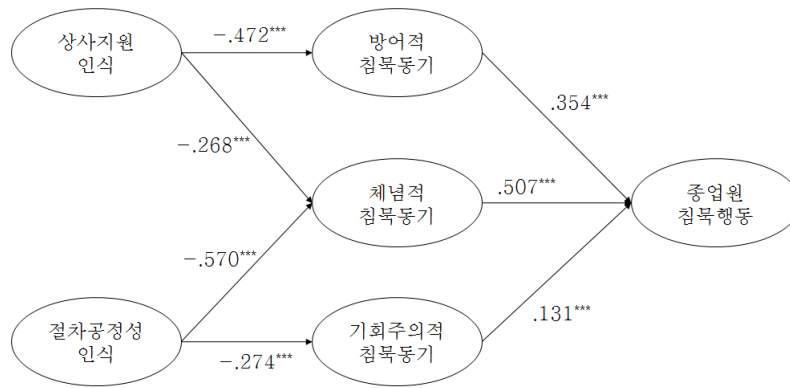 상사지원
인식
-.472***
방어적
침묵동기
.354***
-.268***
체념적
침묵동기
.507***
종업원
침묵행동
-.570***
절차공정성
인식
-.274***
기회주의적
침묵동기
.131***